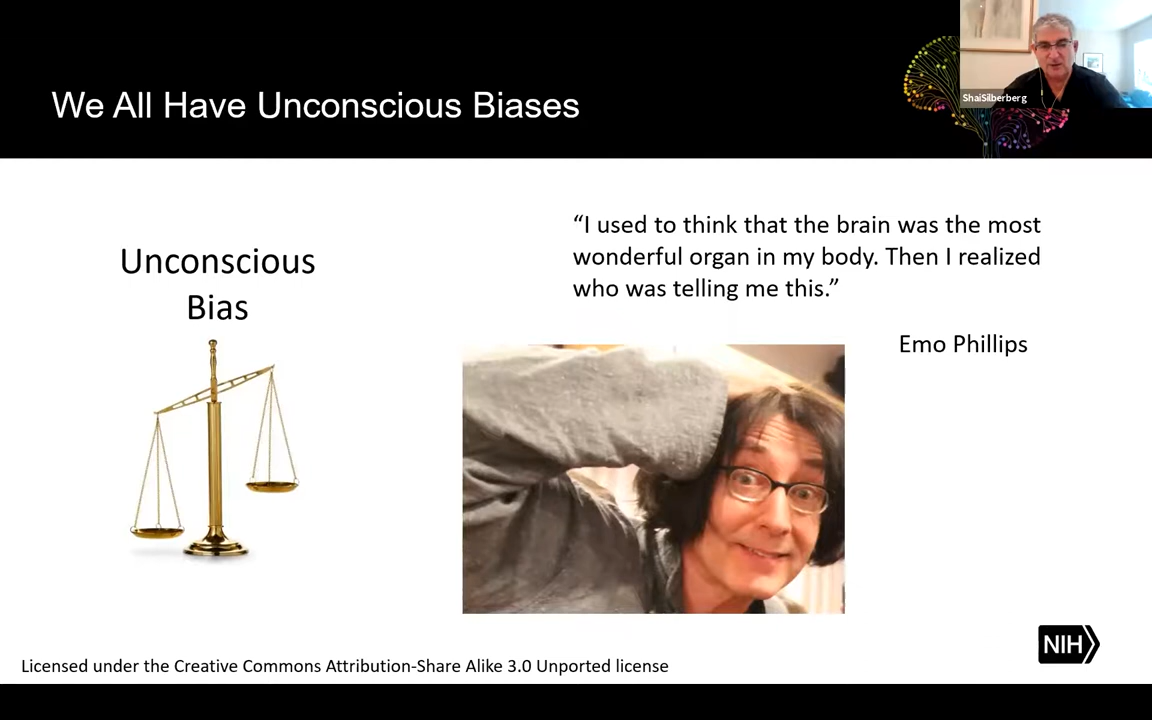 We All Have Unconscious Biases
ShaiSilberberg
Unconscious
Bias
“I used to think that the brain was the most
wonderful organ in my body. Then I realized
who was telling me this.”
Emo Phillips
NIH
Licensed under the Creative Commons Attribution-Share Alike 3.0 Unported license